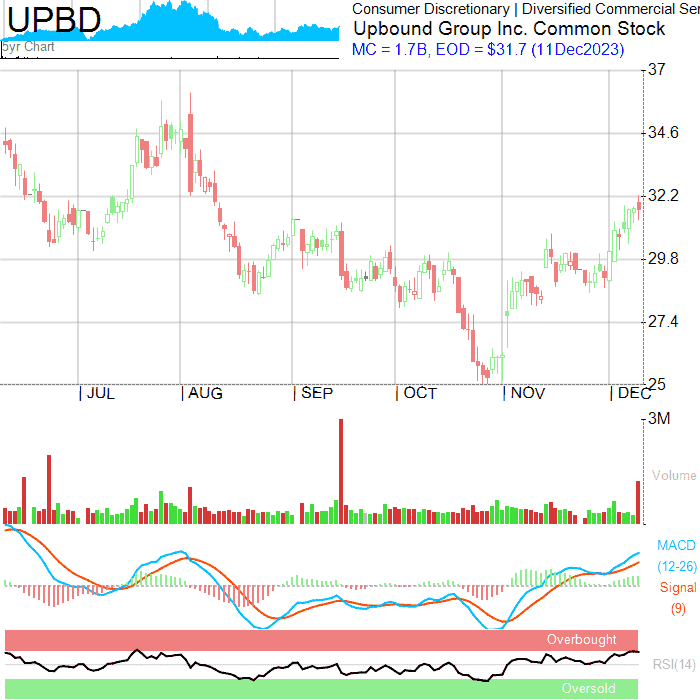 UPBD
5yr Chart
Consumer Discretionary | Diversified Commercial Ser
Upbound Group Inc. Common Stock
MC = 1.7B, EOD = $31.7 (11Dec2023)
37
34.6
32.2
29.8
27.4
25
| JUL | AUG | SEP | OCT | NOV | DEC
3M
Volume
MACD
(12-26)
Signal
(9)
Overbought
RSI(14)
Oversold